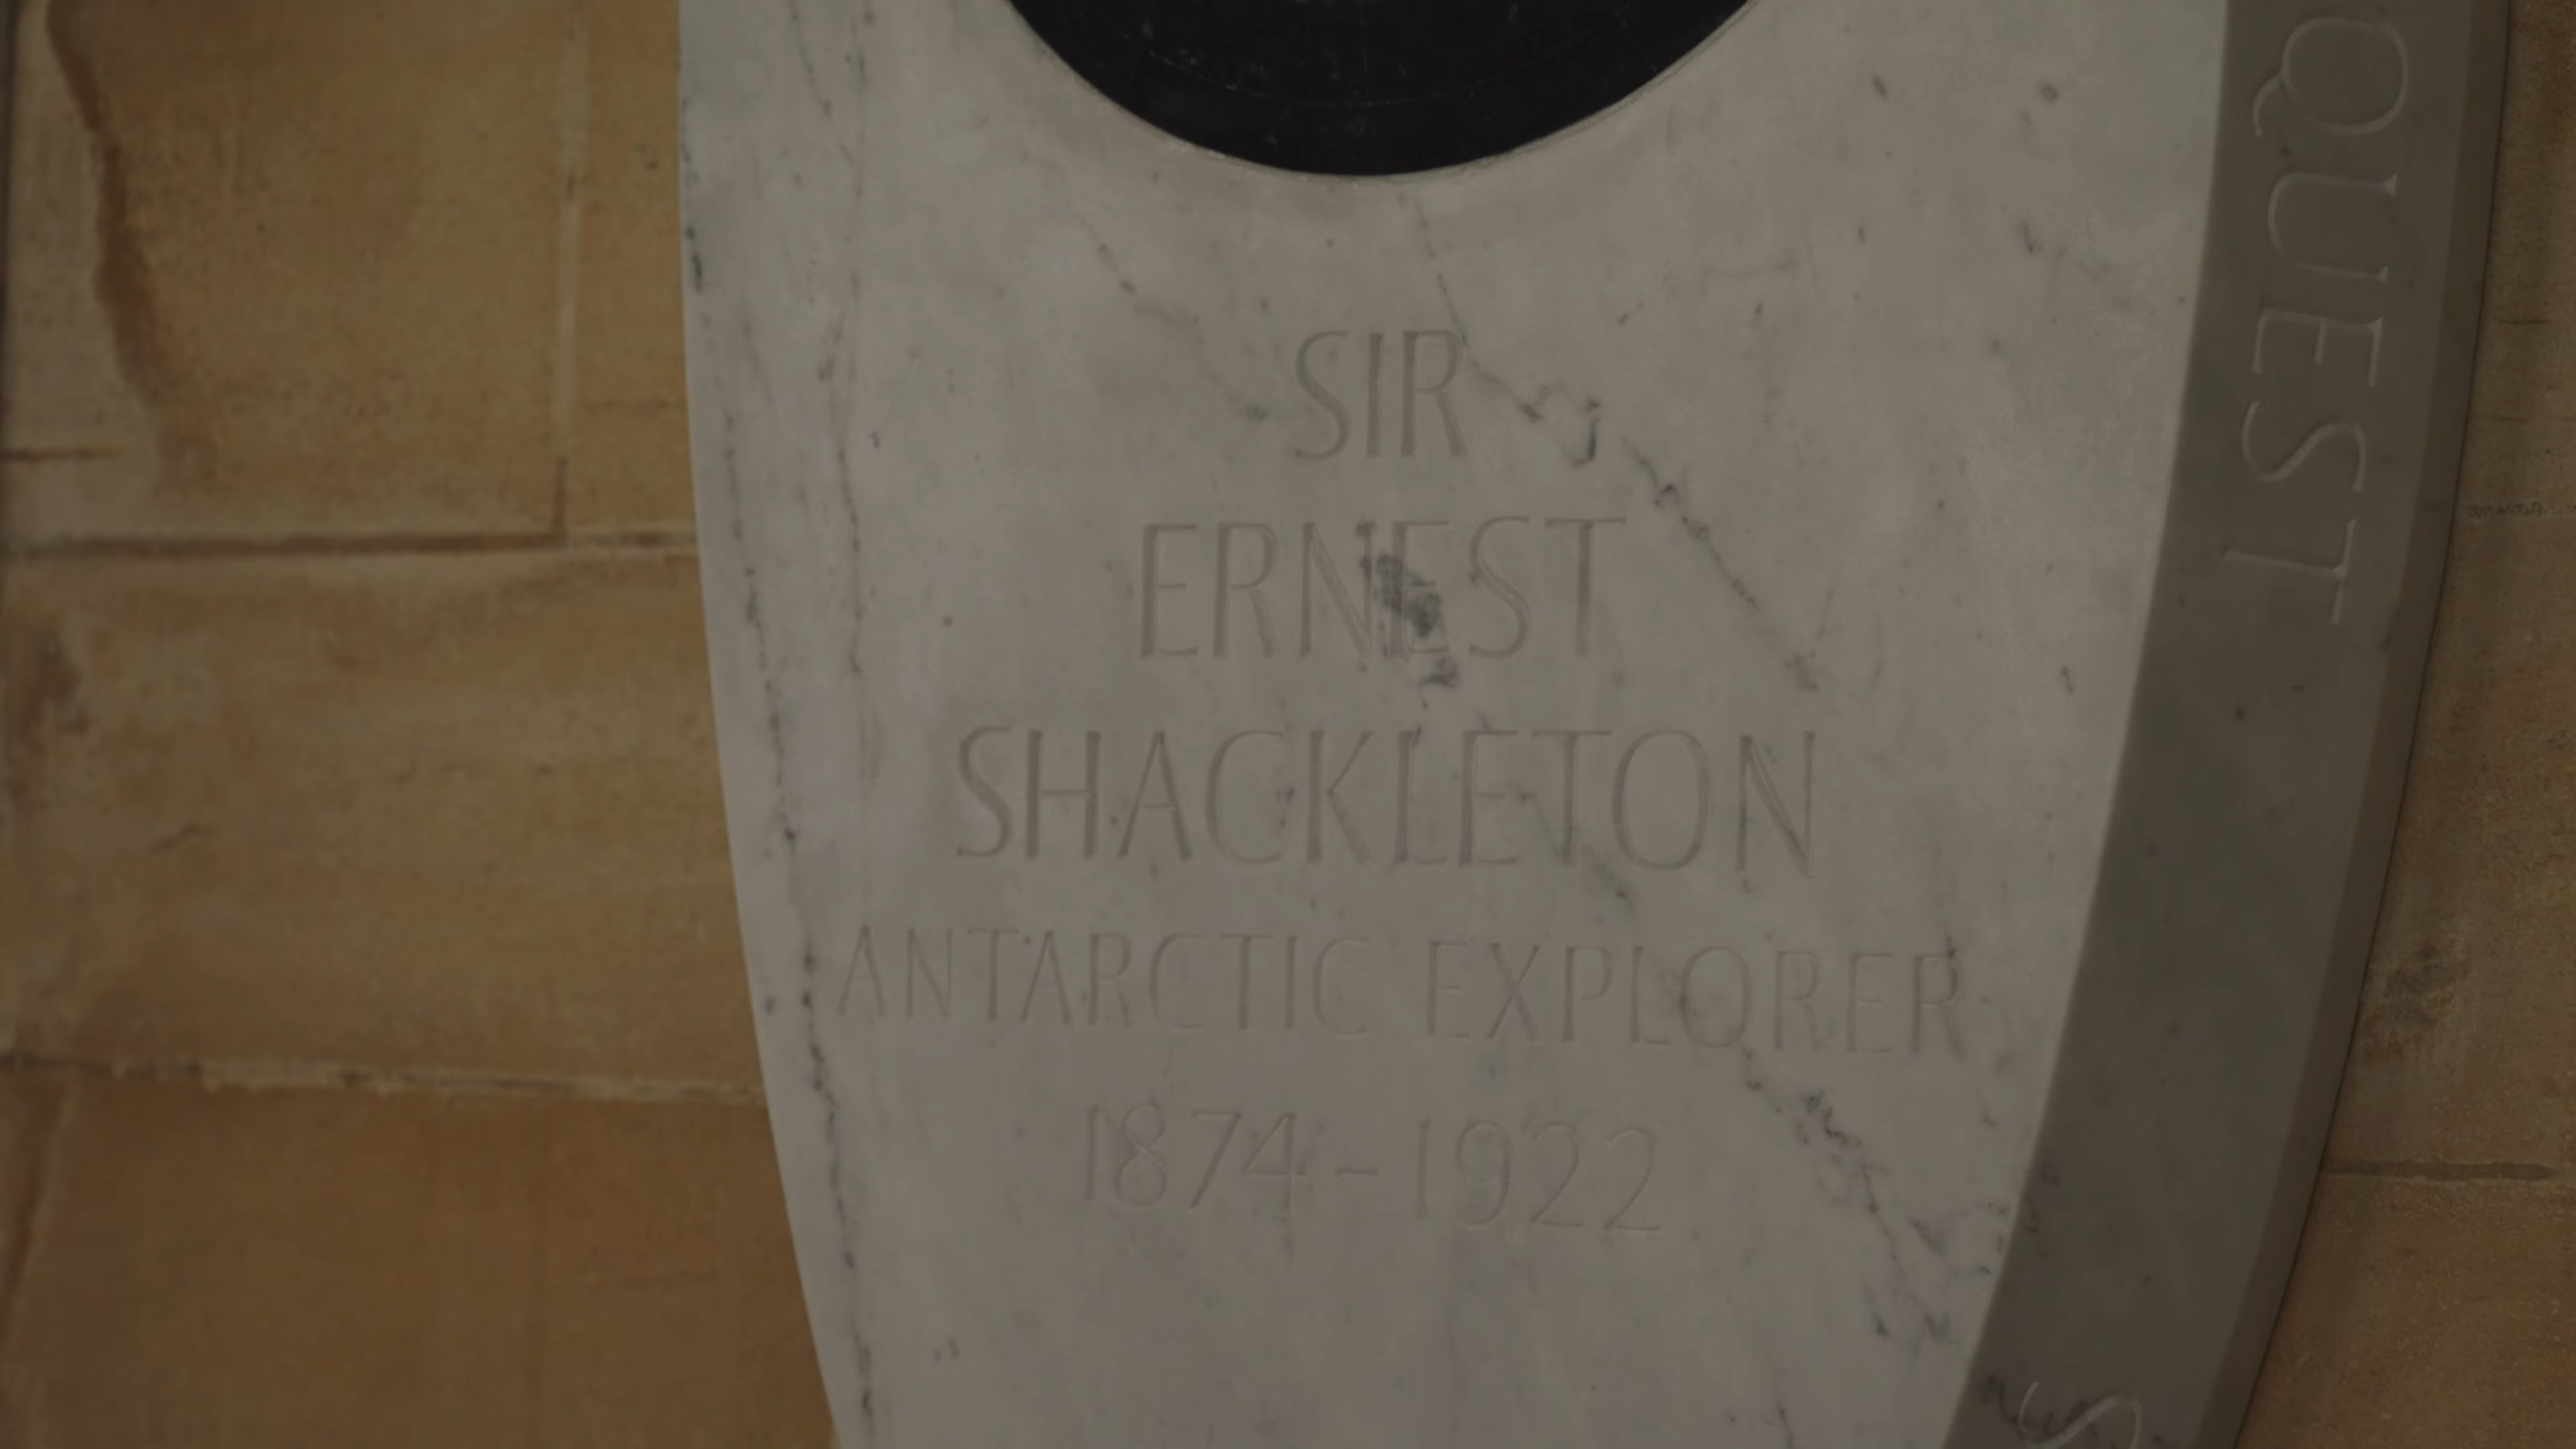 SIR
ERNEST
SHACKLETON
ANTARCTIC EXPLORER
1874-1922
QUEST
S